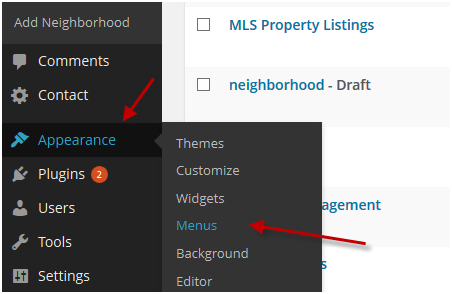 Add Neighborhood
Comments
Contact
Appearance
Plugins 2
Users
Tools
Settings
Themes
Customize
Widgets
Menus
Background
Editor
MLS Property Listings
neighborhood - Draft